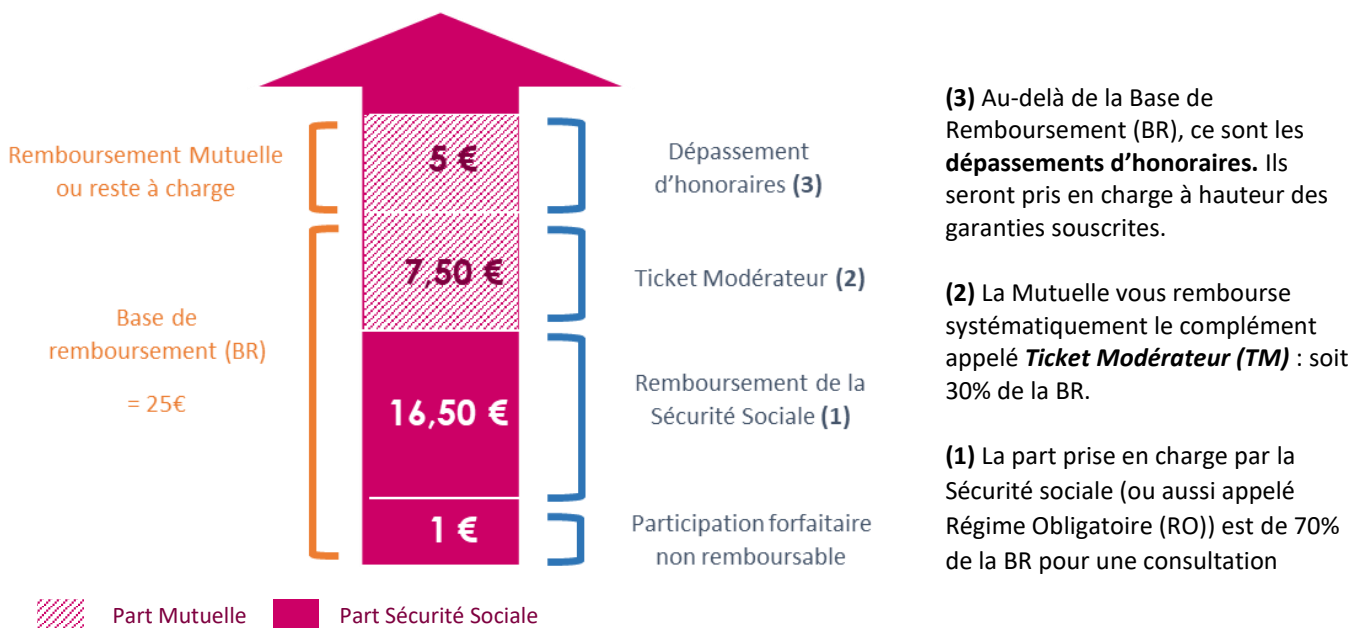 Remboursement Mutuelle
ou reste à charge
Base de
remboursement (BR)
= 25€
5 €
7,50 €
16,50 €
1 €
Dépassement
d'honoraires (3)
Ticket Modérateur (2)
Remboursement de la
Sécurité Sociale (1)
Participation forfaitaire
non remboursable
(3) Au-delà de la Base de
Remboursement (BR), ce sont les
dépassements d'honoraires. Ils
seront pris en charge à hauteur des
garanties souscrites.
(2) La Mutuelle vous rembourse
systématiquement le complément
appelé Ticket Modérateur (TM) : soit
30% de la BR.
(1) La part prise en charge par la
Sécurité sociale (ou aussi appelé
Régime Obligatoire (RO)) est de 70%
de la BR pour une consultation
Part Mutuelle
Part Sécurité Sociale